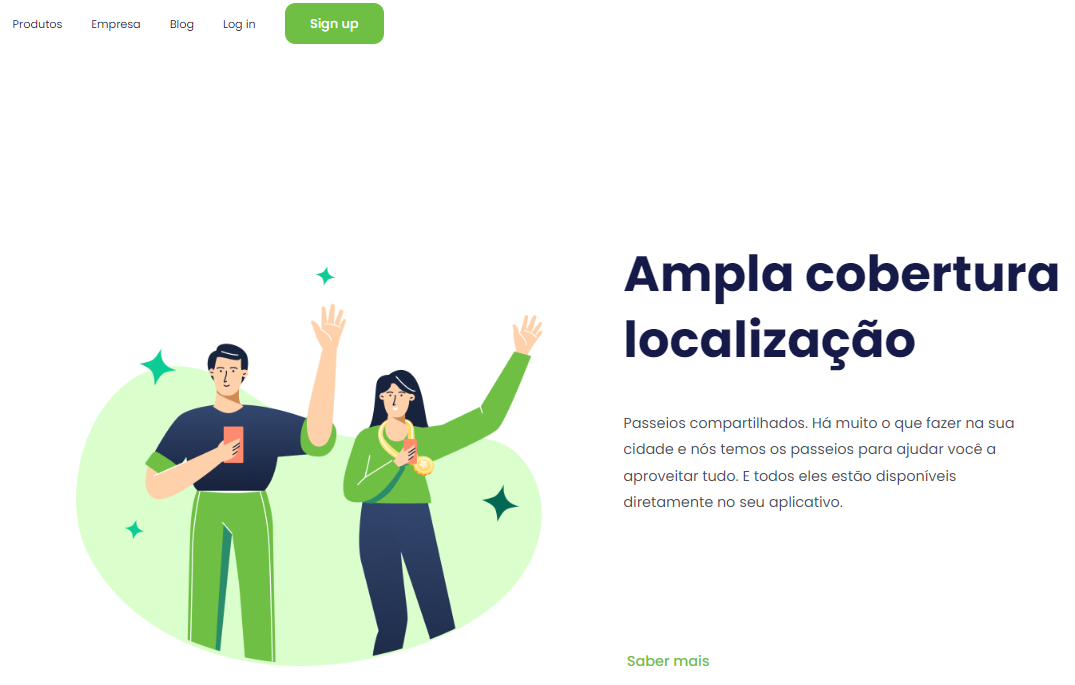 Produtos Empresa Blog Log in Sign up
Ampla cobertura
localização
Passeios compartilhados. Há muito o que fazer na sua
cidade e nós temos os passeios para ajudar você a
aproveitar tudo. E todos eles estão disponíveis
diretamente no seu aplicativo.
Saber mais